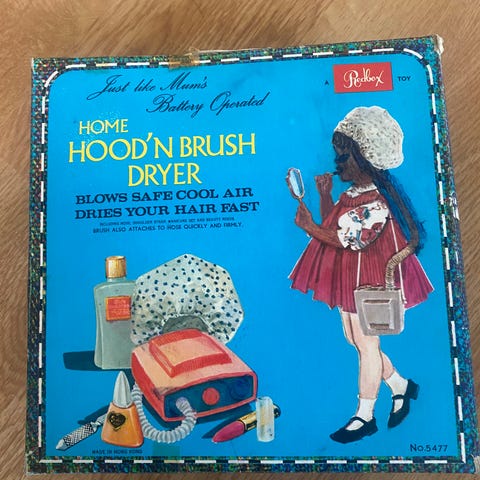 Just like Mum's
Battery Operated
A Redbox TOY
HOME
HOOD'N BRUSH
DRYER
BLOWS SAFE COOL AIR
DRIES YOUR HAIR FAST
BRUSH ALSO ATTACHES TO HOSE QUICKLY AND FIRMLY.
MADE IN HONG KONG
No.5477